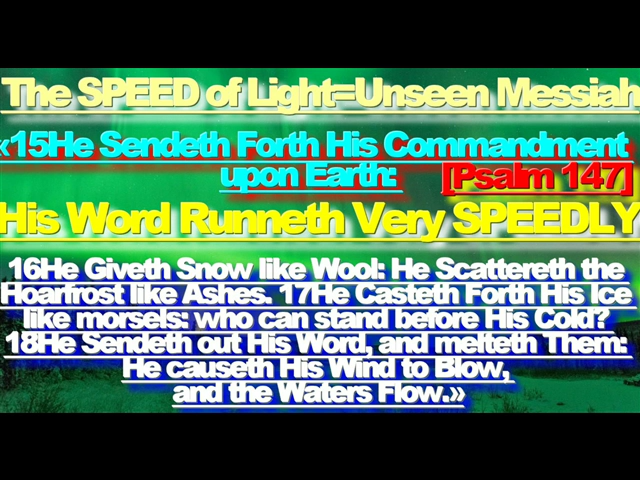 The SPEED of Light=Unseen Messiah
«15He Sendeth Forth His Commandment
upon Earth: [Psalm 147]
His Word Runneth Very SPEEDLY
16He Giveth Snow like Wool: He Scattereth the
Hoarfrost like Ashes. 17He Casteth Forth His Ice
like morsels: who can stand before His Cold?
18He Sendeth out His Word, and melteth Them:
He causeth His Wind to Blow,
and the Waters Flow.»